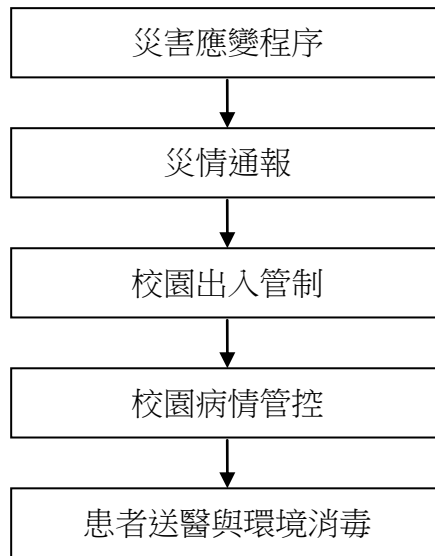 災害應變程序
災情通報
校園出入管制
校園病情管控
患者送醫與環境消毒